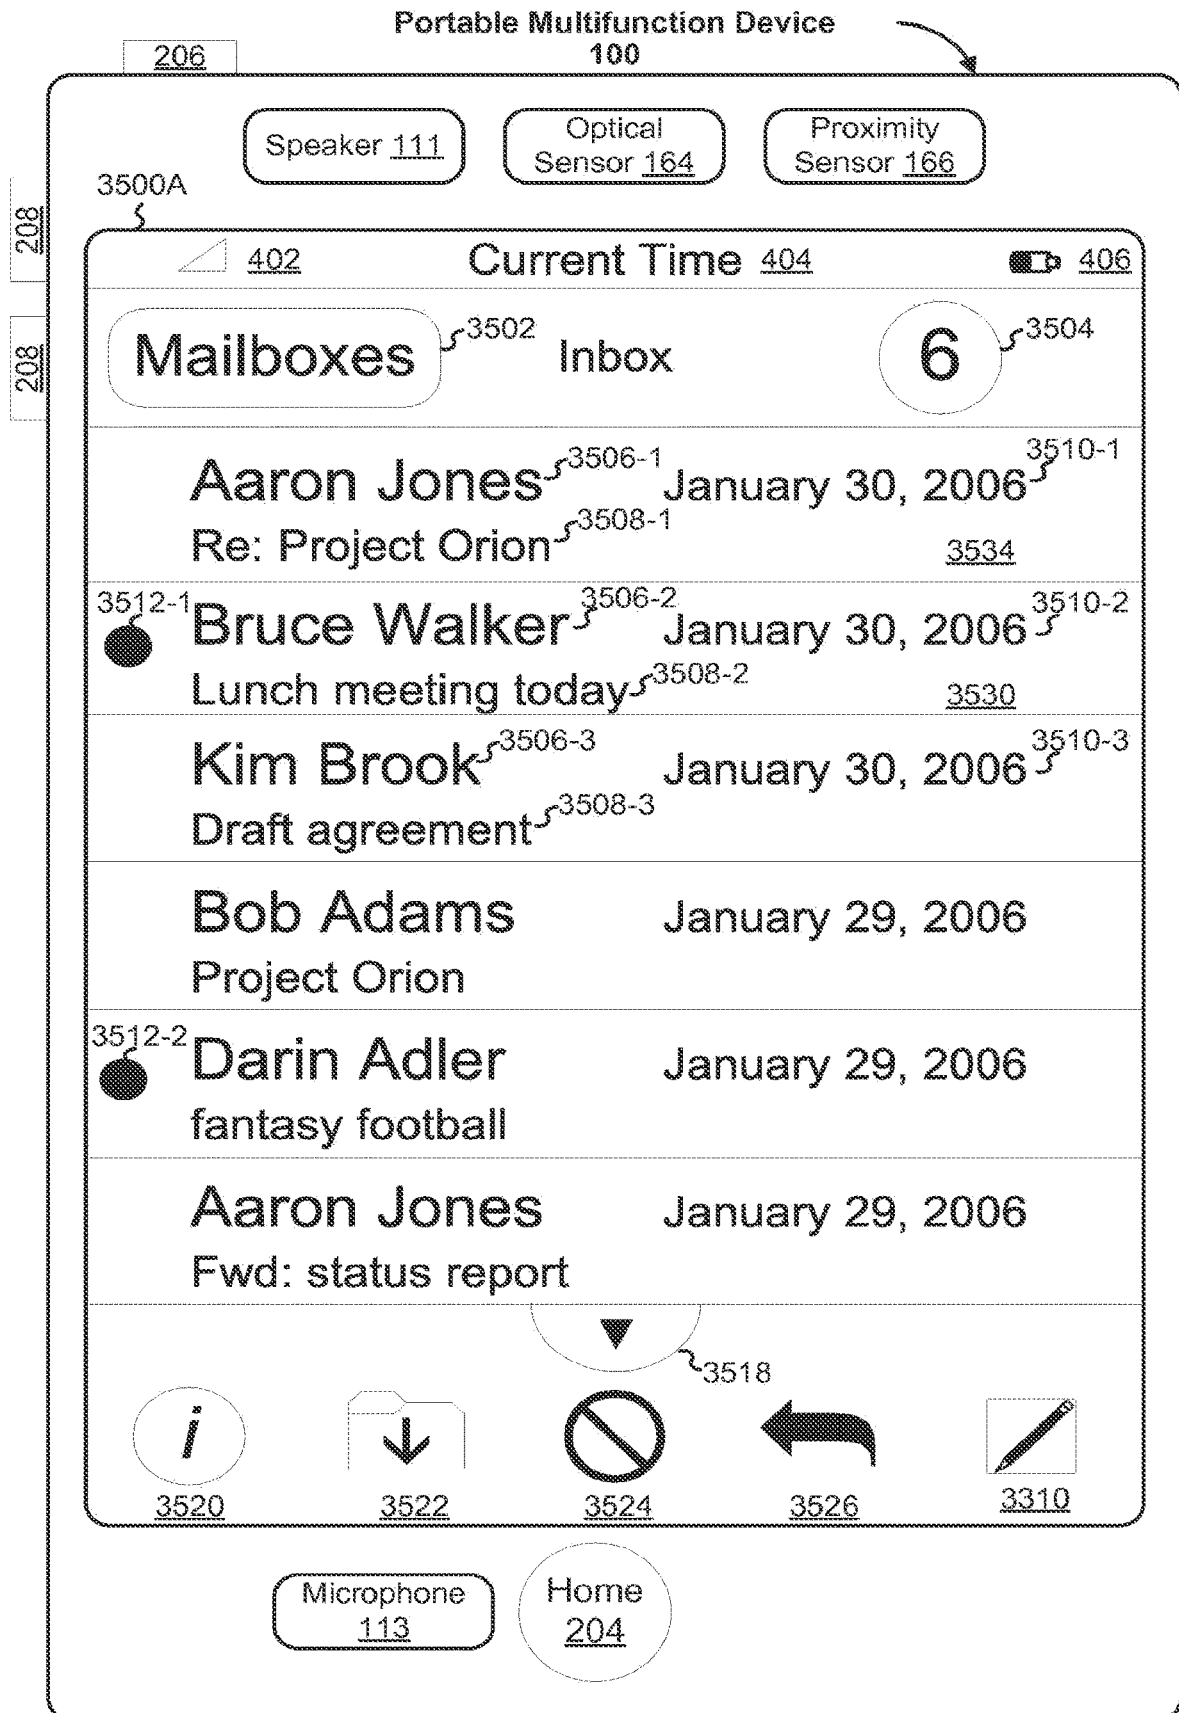 Portable Multifunction Device
100
206
Speaker 111
Optical
Sensor 164
Proximity
Sensor 166
3500A
208
208
402
Current Time 404
406
Mailboxes
3502
Inbox
6
3504
Aaron Jones
3506-1
January 30, 2006
3510-1
Re: Project Orion
3508-1
3534
3512-1
Bruce Walker
3506-2
January 30, 2006
3510-2
Lunch meeting today
3508-2
3530
Kim Brook
3506-3
January 30, 2006
3510-3
Draft agreement
3508-3
Bob Adams
January 29, 2006
Project Orion
3512-2
Darin Adler
January 29, 2006
fantasy football
Aaron Jones
January 29, 2006
Fwd: status report
3518
i
3520
3522
3524
3526
3310
Microphone
113
Home
204